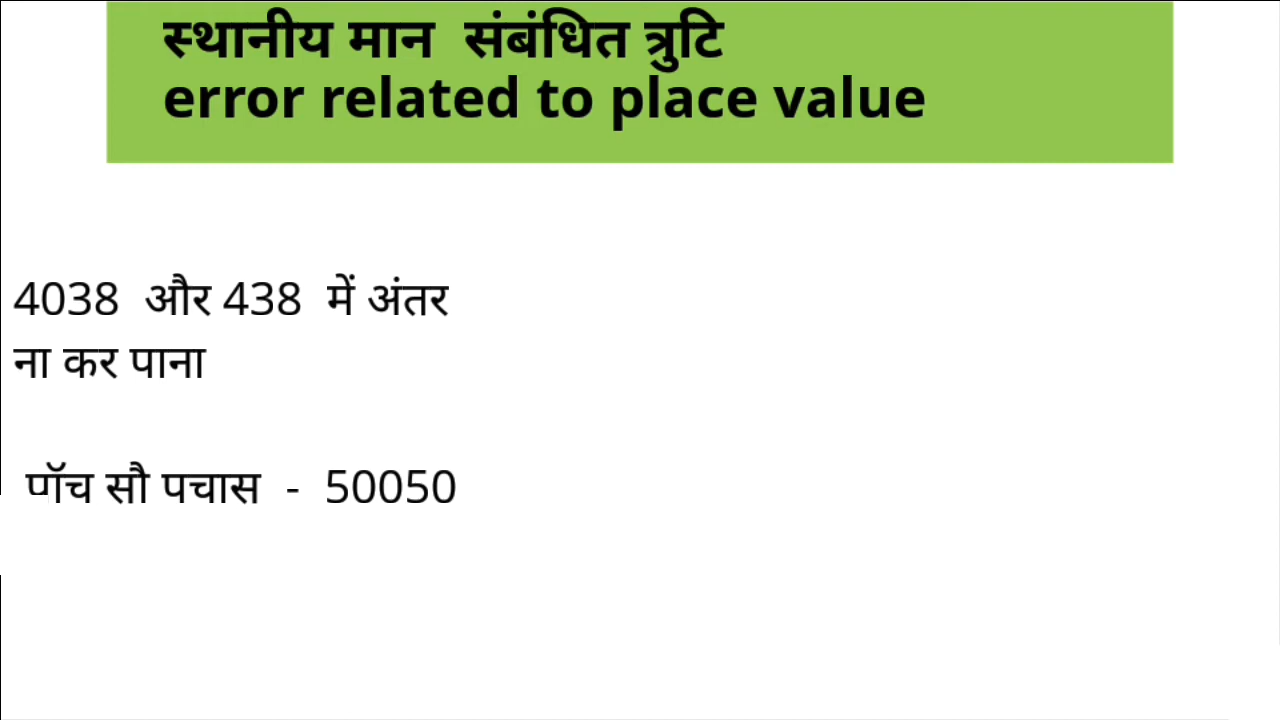 स्थानीय मान संबंधित त्रुटि
error related to place value
4038 और 438 में अंतर
ना कर पाना
पॉच सौ पचास - 50050